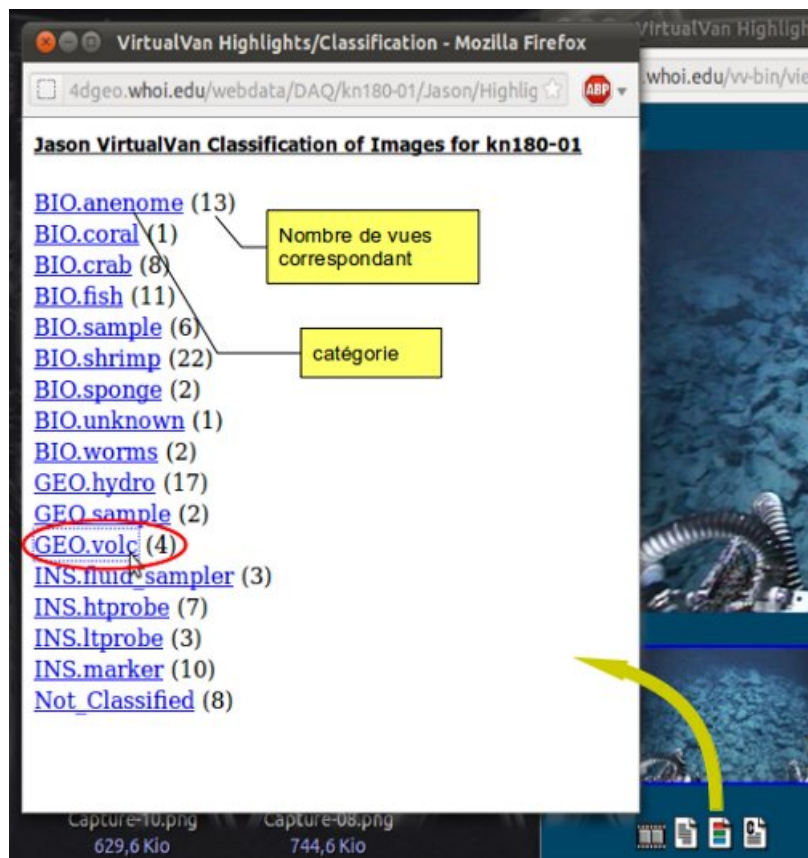 VirtualVan Highlights/Classification - Mozilla Firefox
VirtualVan Highligh
4dgeo.whoi.edu/webdata/DAQ/kn180-01/Jason/Highlig
ABP
.whoi.edu/vv-bin/vie
Jason VirtualVan Classification of Images for kn180-01
BIO.anenome (13)
BIO.coral (1)
Nombre de vues
correspondant
BIO.crab (8)
BIO.fish (11)
BIO.sample (6)
BIO.shrimp (22)
catégorie
BIO.sponge (2)
BIO.unknown (1)
BIO.worms (2)
GEO.hydro (17)
GEO.sample (2)
GEO.volc (4)
INS.fluid_sampler (3)
INS.htprobe (7)
INS.ltprobe (3)
INS.marker (10)
Not_Classified (8)
Capture-10.png
Capture-08.png
629,6 Kio
744,6 Kio